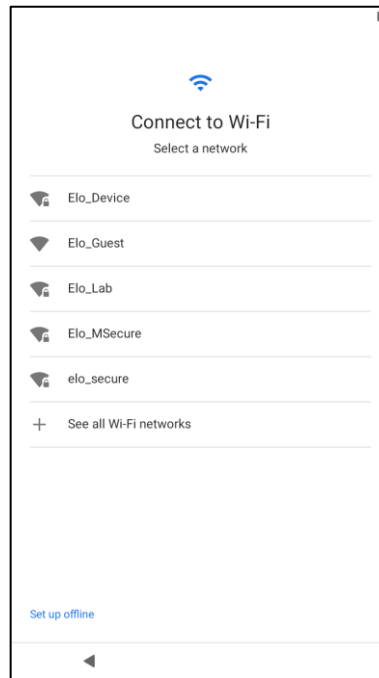 Connect to Wi-Fi
Select a network
Elo_Device
Elo_Guest
Elo_Lab
Elo_MSecure
elo_secure
See all Wi-Fi networks
Set up offline